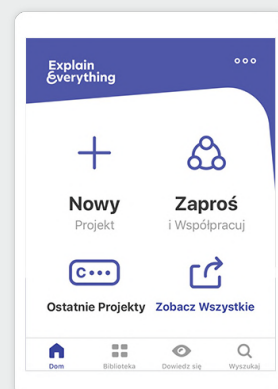 Explain
Everything
Nowy
Projekt
Zaproś
i Współpracuj
C
Ostatnie Projekty
Zobacz Wszystkie
Dom
Biblioteka
Dowiedz się
Wyszukaj